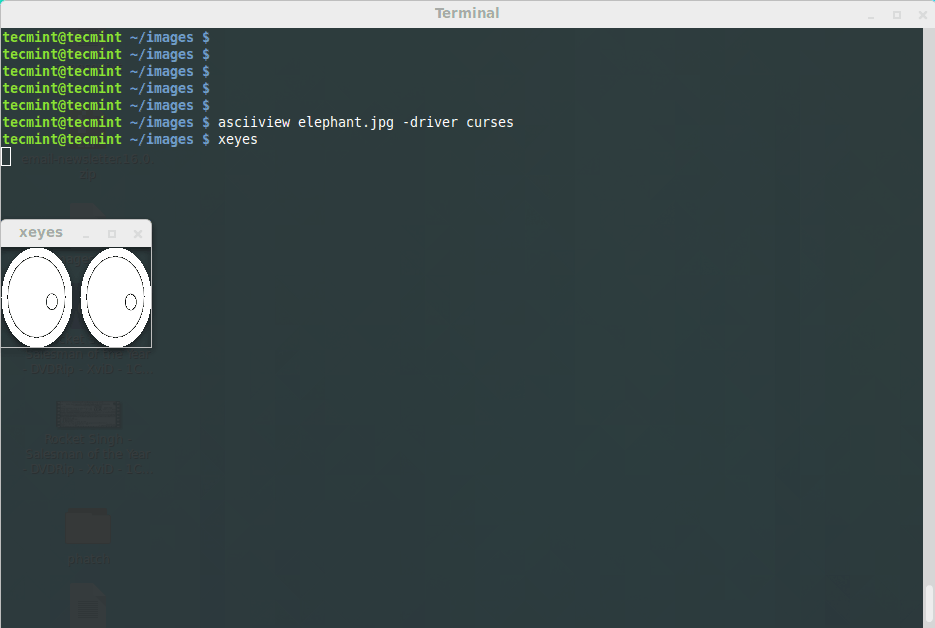 Terminal
tecmint@tecmint ~/images $
tecmint@tecmint ~/images $
tecmint@tecmint ~/images $
tecmint@tecmint ~/images $
tecmint@tecmint ~/images $
tecmint@tecmint ~/images $ asciiview elephant.jpg -driver curses
tecmint@tecmint ~/images $ xeyes
xeyes